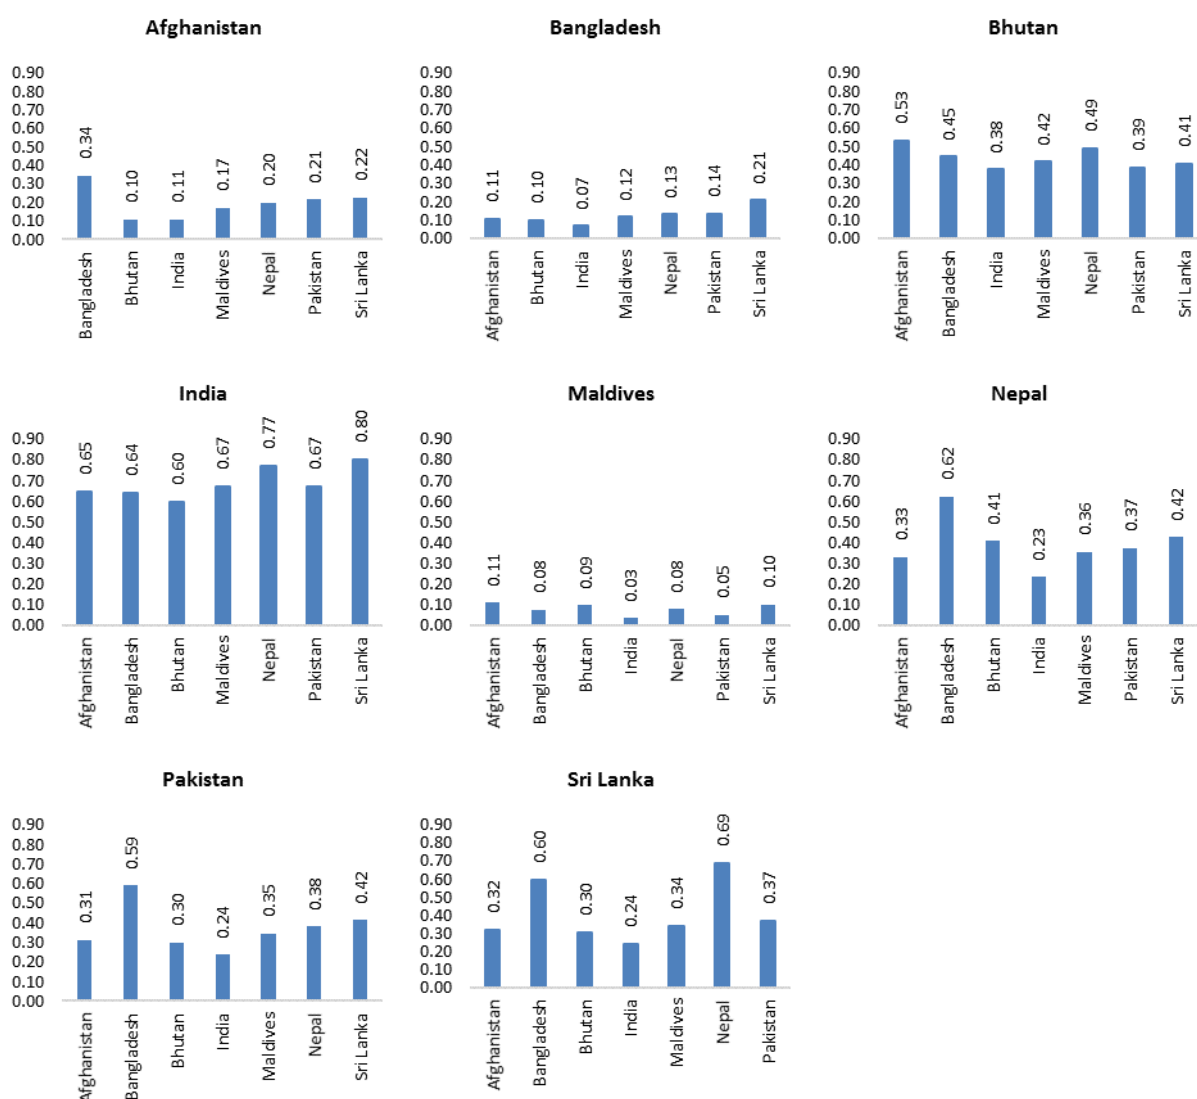 Afghanistan
0.90
0.80
0.70
0.60
0.50
0.40
0.30
0.20
0.10
0.00
0.34
0.10
0.11
0.17
0.20
0.21
0.22
Bangladesh
Bhutan
India
Maldives
Nepal
Pakistan
Sri Lanka
Bangladesh
0.90
0.80
0.70
0.60
0.50
0.40
0.30
0.20
0.10
0.00
0.11
0.10
0.07
0.12
0.13
0.14
0.21
Afghanistan
Bhutan
India
Maldives
Nepal
Pakistan
Sri Lanka
Bhutan
0.90
0.80
0.70
0.60
0.50
0.40
0.30
0.20
0.10
0.00
0.53
0.45
0.38
0.42
0.49
0.39
0.41
Afghanistan
Bangladesh
India
Maldives
Nepal
Pakistan
Sri Lanka
India
0.90
0.80
0.70
0.60
0.50
0.40
0.30
0.20
0.10
0.00
0.65
0.64
0.60
0.67
0.77
0.67
0.80
Afghanistan
Bangladesh
Bhutan
Maldives
Nepal
Pakistan
Sri Lanka
Maldives
0.90
0.80
0.70
0.60
0.50
0.40
0.30
0.20
0.10
0.00
0.11
0.08
0.09
0.03
0.08
0.05
0.10
Afghanistan
Bangladesh
Bhutan
India
Nepal
Pakistan
Sri Lanka
Nepal
0.90
0.80
0.70
0.60
0.50
0.40
0.30
0.20
0.10
0.00
0.33
0.62
0.41
0.23
0.36
0.37
0.42
Afghanistan
Bangladesh
Bhutan
India
Maldives
Pakistan
Sri Lanka
Pakistan
0.90
0.80
0.70
0.60
0.50
0.40
0.30
0.20
0.10
0.00
0.31
0.59
0.30
0.24
0.35
0.38
0.42
Afghanistan
Bangladesh
Bhutan
India
Maldives
Nepal
Sri Lanka
Sri Lanka
0.90
0.80
0.70
0.60
0.50
0.40
0.30
0.20
0.10
0.00
0.32
0.60
0.30
0.24
0.34
0.69
0.37
Afghanistan
Bangladesh
Bhutan
India
Maldives
Nepal
Pakistan